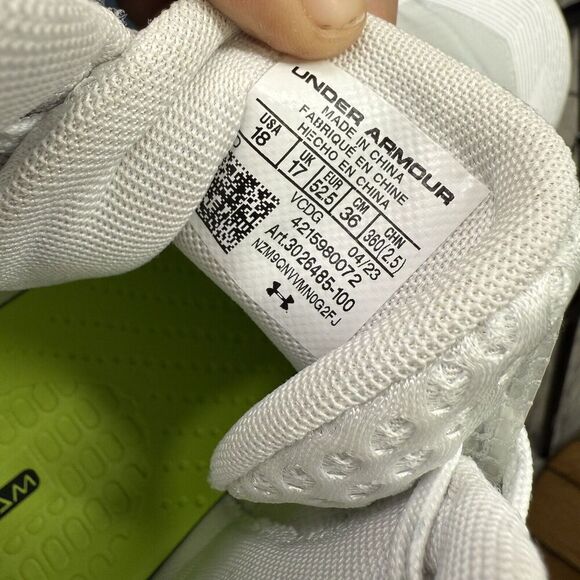 UNDER ARMOUR
MADE IN CHINA
FABRIQUÉ EN CHINE
HECHO EN CHINA
USA UK EUR CM CHN
18 17 52.5 36 360(2.5)
VCDG 04/23
4215980072
Art.3026485-100
NZM9QNVVMN0G2FJ